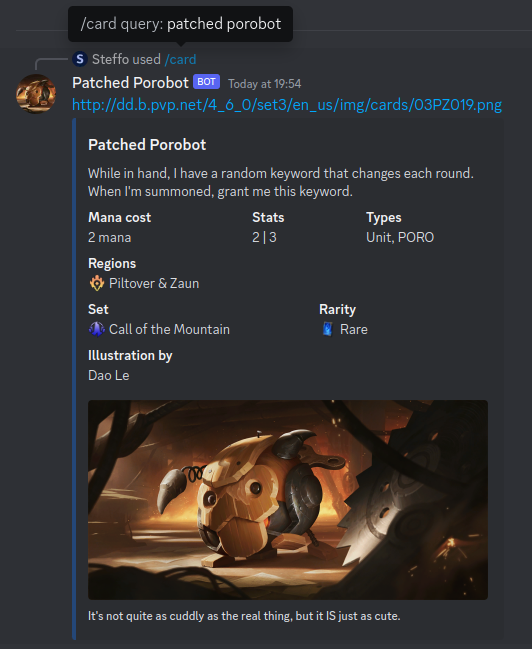 /card query: patched porobot
S Steffo used /card
Patched Porobot BOT Today at 19:54
http://dd.b.pvp.net/4_6_0/set3/en_us/img/cards/03PZ019.png
Patched Porobot
While in hand, I have a random keyword that changes each round.
When I'm summoned, grant me this keyword.
Mana cost Stats Types
2 mana 2 | 3 Unit, PORO
Regions
Piltover & Zaun
Set Rarity
Call of the Mountain Rare
Illustration by
Dao Le
It's not quite as cuddly as the real thing, but it IS just as cute.